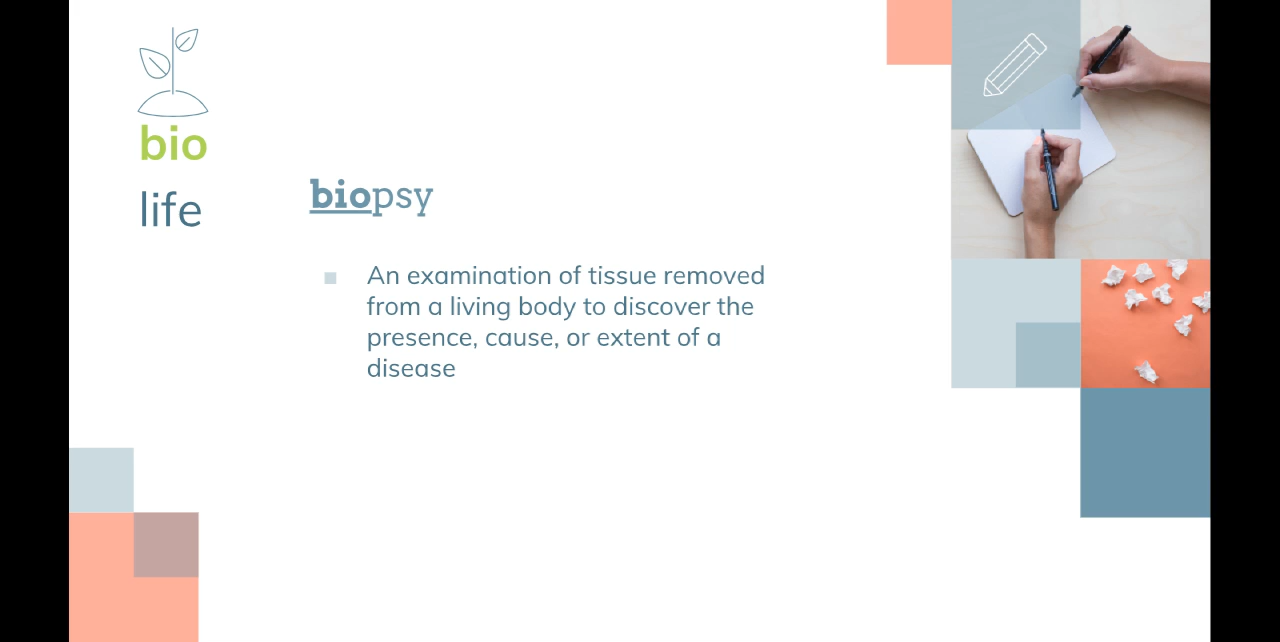 bio
life
biopsy
An examination of tissue removed
from a living body to discover the
presence, cause, or extent of a
disease